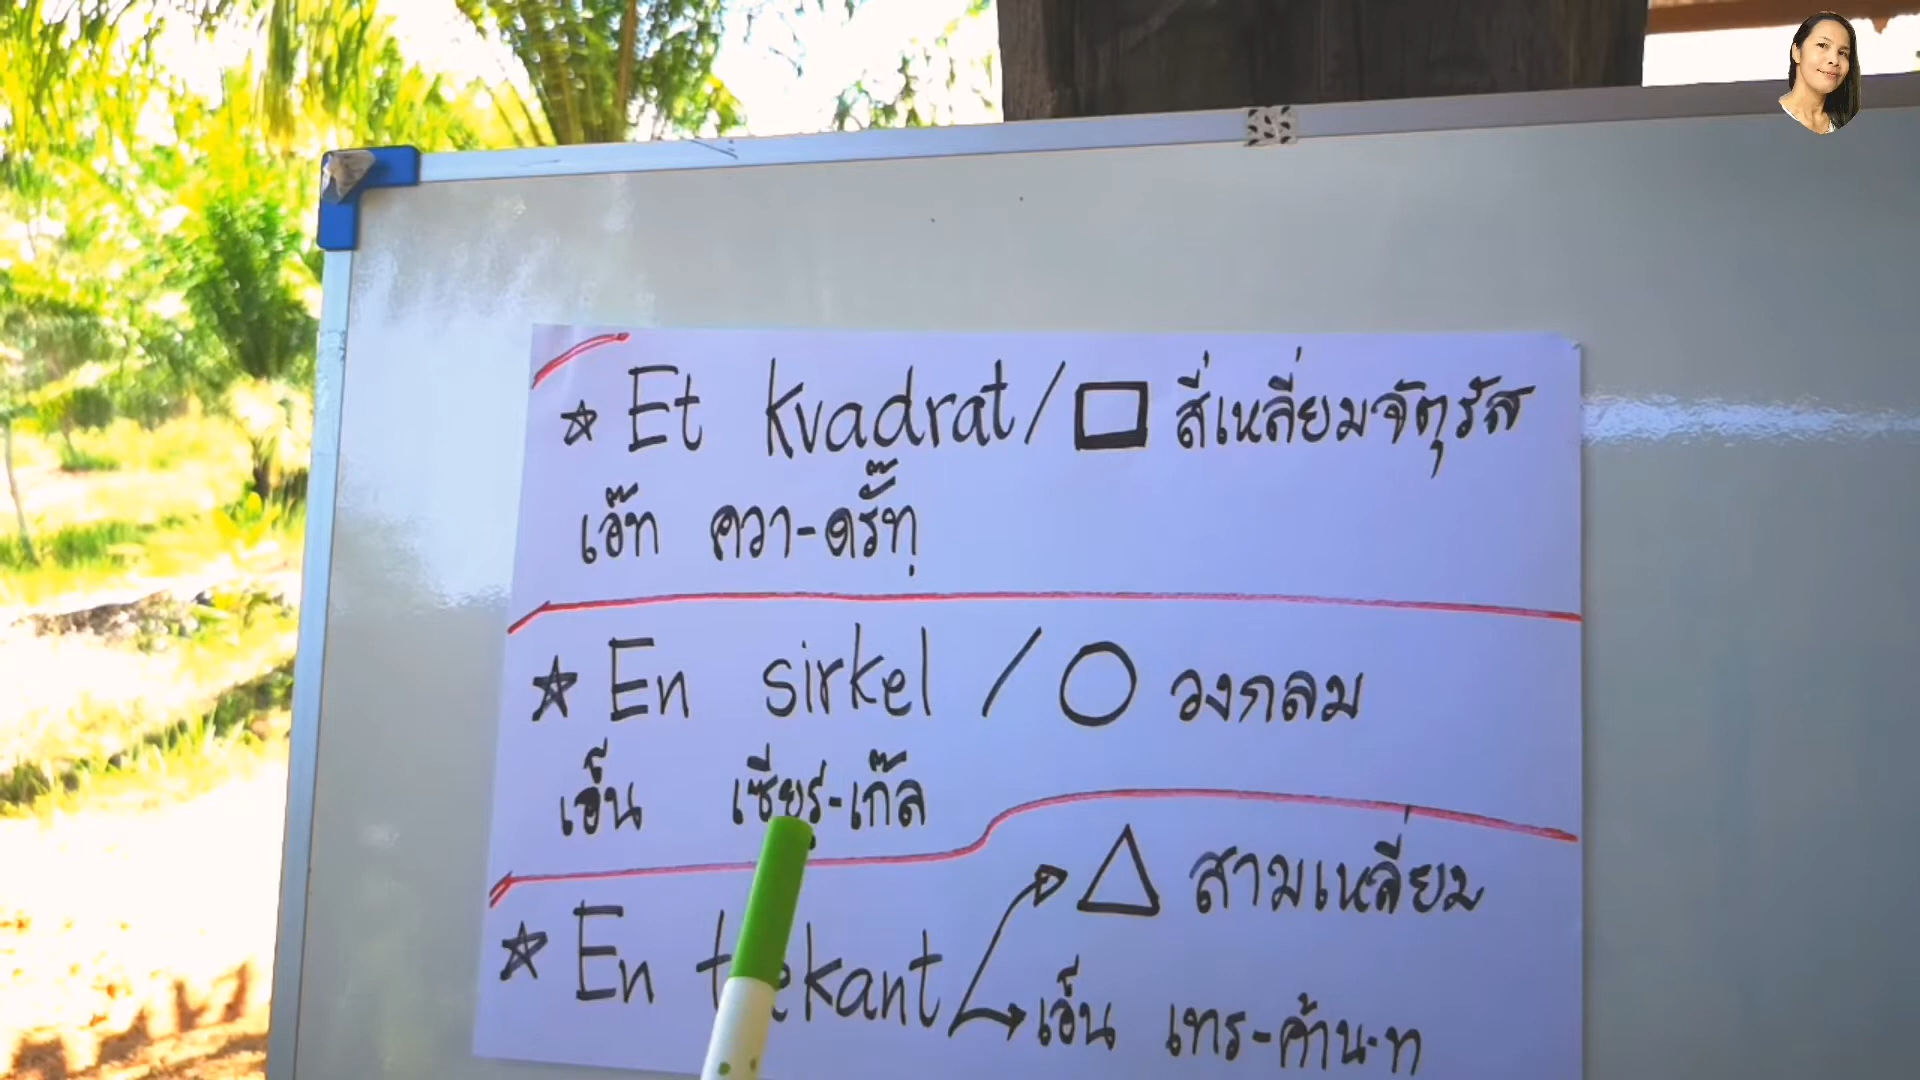 Et kvadrat / สี่เหลี่ยมจัตุรัส
เอ๊ท ควา-ดรั๊ทฺ
En sirkel / วงกลม
เอ็น เซียรฺ-เก๊ล
สามเหลี่ยม
En
เอ็น เทร-ค้าน-ท